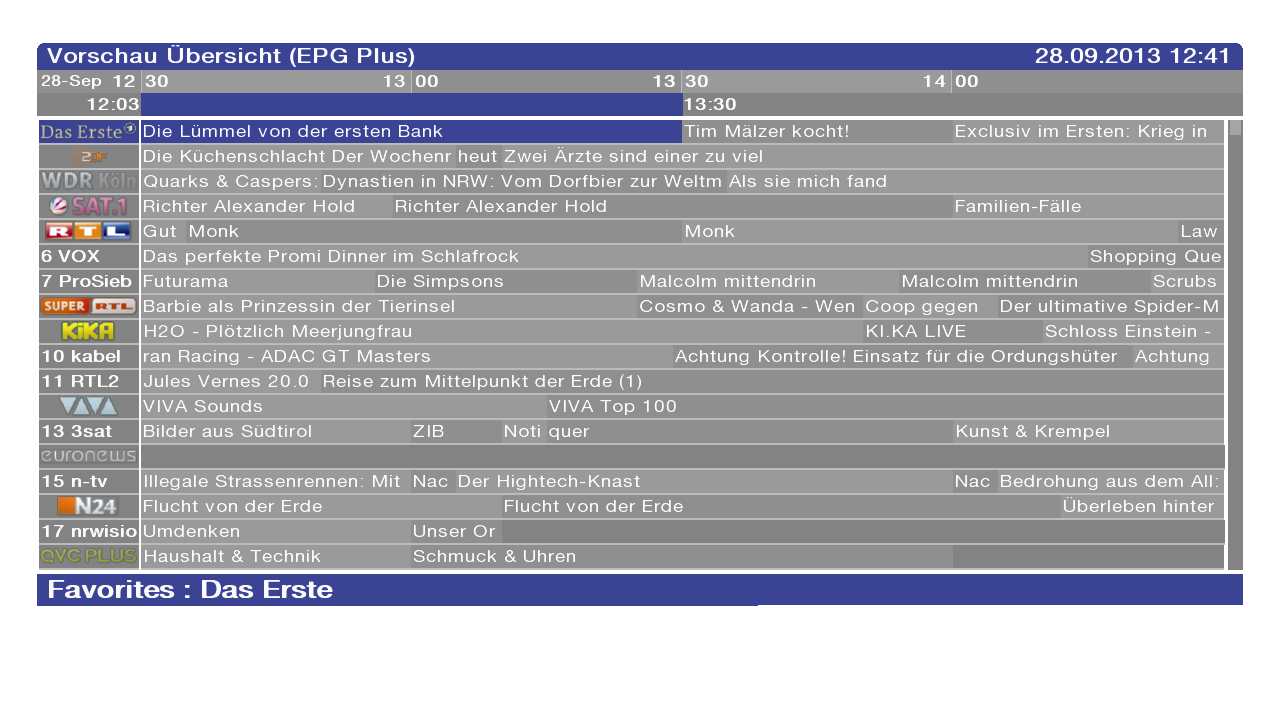 Vorschau Übersicht (EPG Plus) 28.09.2013 12:41
28-Sep 12 30 13 00 13 30 14 00
12:03 13:30
Das Erste Die Lümmel von der ersten Bank Tim Mälzer kocht! Exclusiv im Ersten: Krieg in
2DF Die Küchenschlacht Der Wochenr heut Zwei Ärzte sind einer zu viel
WDR Köln Quarks & Caspers: Dynastien in NRW: Vom Dorfbier zur Weltm Als sie mich fand
SAT.1 Richter Alexander Hold Richter Alexander Hold Familien-Fälle
RTL Gut Monk Monk Law
6 VOX Das perfekte Promi Dinner im Schlafrock Shopping Que
7 ProSieb Futurama Die Simpsons Malcolm mittendrin Malcolm mittendrin Scrubs
SUPER RTL Barbie als Prinzessin der Tierinsel Cosmo & Wanda - Wen Coop gegen Der ultimative Spider-M
KiKA H2O - Plötzlich Meerjungfrau KI.KA LIVE Schloss Einstein -
10 kabel ran Racing - ADAC GT Masters Achtung Kontrolle! Einsatz für die Ordungshüter Achtung
11 RTL2 Jules Vernes 20.0 Reise zum Mittelpunkt der Erde (1)
VIVA VIVA Sounds VIVA Top 100
13 3sat Bilder aus Südtirol ZIB Noti quer Kunst & Krempel
euronews
15 n-tv Illegale Strassenrennen: Mit Nac Der Hightech-Knast Nac Bedrohung aus dem All:
N24 Flucht von der Erde Flucht von der Erde Überleben hinter
17 nrwisio Umdenken Unser Or
QVC PLUS Haushalt & Technik Schmuck & Uhren
Favorites : Das Erste